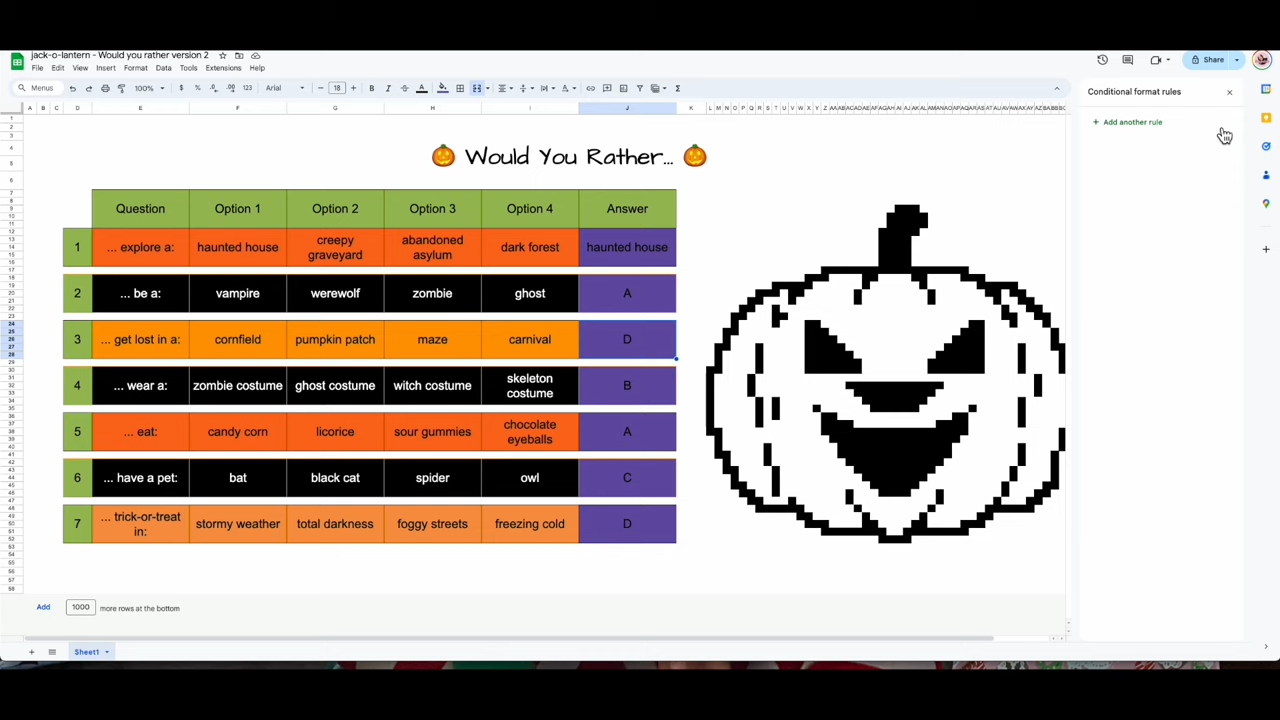 jack-o-lantern - Would you rather version 2
File Edit View Insert Format Data Tools Extensions Help
Share
Menus 100% $ % .0 .00 123 Arial 18 B I A
Conditional format rules
Add another rule
A B C D E F G H I J K L M N O P Q R S T U V W X Y Z
Would You Rather...
Question Option 1 Option 2 Option 3 Option 4 Answer
1 ... explore a: haunted house creepy graveyard abandoned asylum dark forest haunted house
2 ... be a: vampire werewolf zombie ghost A
3 ... get lost in a: cornfield pumpkin patch maze carnival D
4 ... wear a: zombie costume ghost costume witch costume skeleton costume B
5 ... eat: candy corn licorice sour gummies chocolate eyeballs A
6 ... have a pet: bat black cat spider owl C
7 ... trick-or-treat in: stormy weather total darkness foggy streets freezing cold D
Add 1000 more rows at the bottom
Sheet1